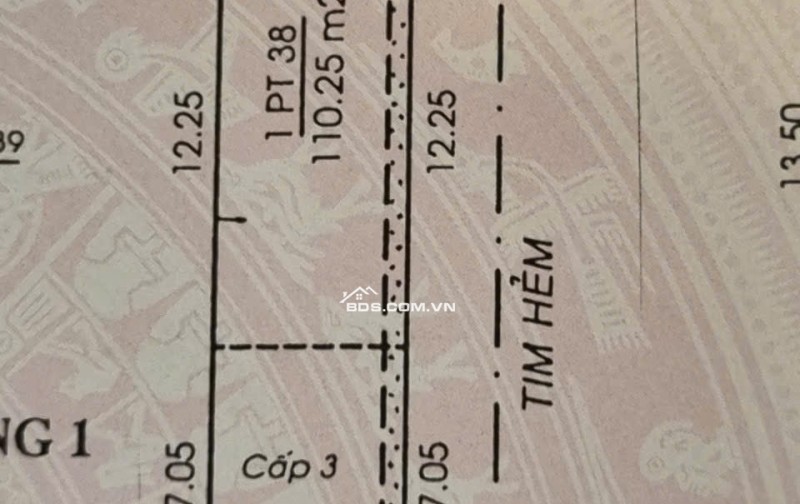 1 PT 38
110.25 m2
12.25
12.25
13.50
TIM HẺM
BDS.COM.VN
NG 1
Cấp 3
7.05
7.05